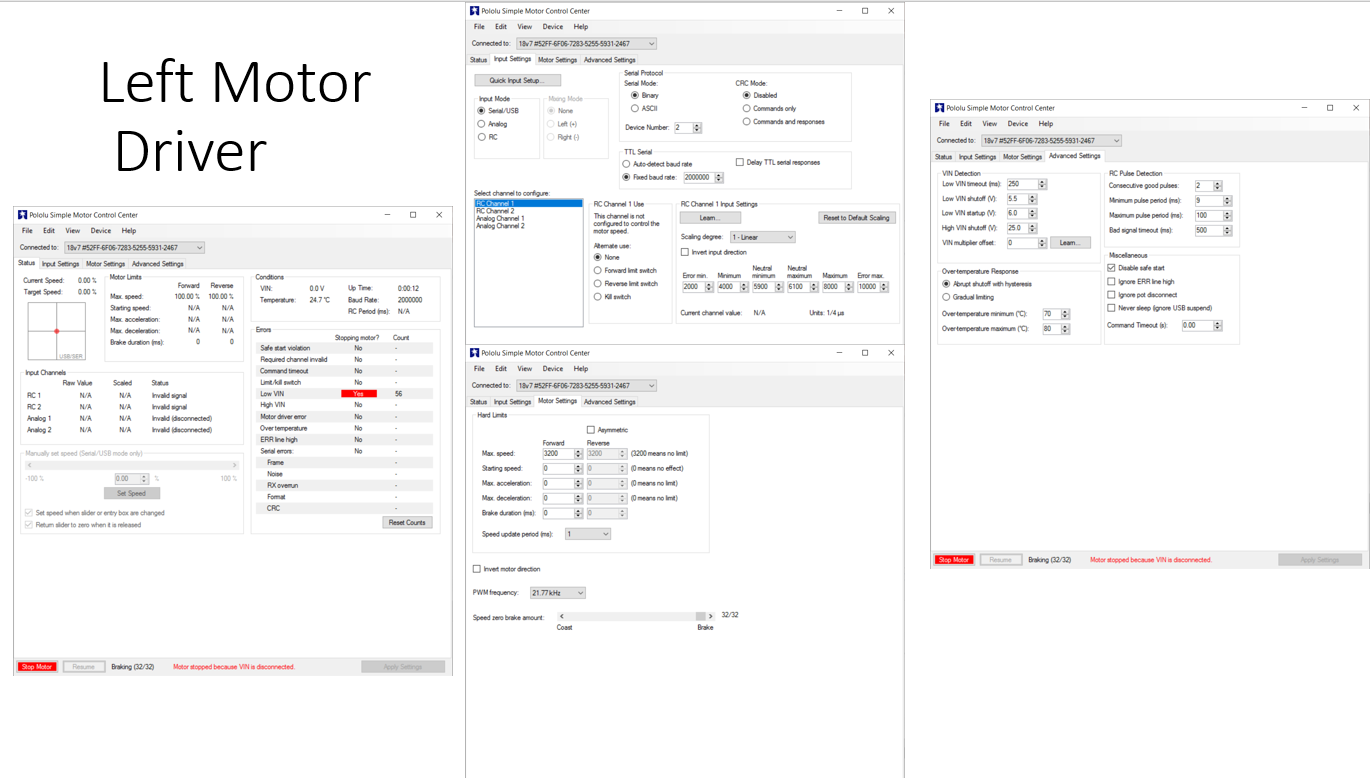 Left Motor
Driver
Pololu Simple Motor Control Center
File Edit View Device Help
Connected to: 18v7 #52FF-6F06-7283-5255-5931-2467
Status Input Settings Motor Settings Advanced Settings
Current Speed: 0.00 %
Target Speed: 0.00 %
USB/SER
Motor Limits
Forward Reverse
Max. speed: 100.00 % 100.00 %
Starting speed: N/A N/A
Max. acceleration: N/A N/A
Max. deceleration: N/A N/A
Brake duration (ms): 0 0
Input Channels
Raw Value Scaled Status
RC 1 N/A N/A Invalid signal
RC 2 N/A N/A Invalid signal
Analog 1 N/A N/A Invalid (disconnected)
Analog 2 N/A N/A Invalid (disconnected)
Manually set speed (Serial/USB mode only)
-100 % 0.00 % 100 %
Set Speed
Set speed when slider or entry box are changed
Return slider to zero when it is released
Conditions
VIN: 0.0 V Up Time: 0:00:12
Temperature: 24.7 °C Baud Rate: 2000000
RC Period (ms): N/A
Errors
Stopping motor? Count
Safe start violation No -
Required channel invalid No -
Command timeout No -
Limit/kill switch No -
Low VIN Yes 56
High VIN No -
Motor driver error No -
Over temperature No -
ERR line high No -
Serial errors: No -
Frame -
Noise -
RX overrun -
Format -
CRC -
Reset Counts
Stop Motor Resume Braking (32/32) Motor stopped because VIN is disconnected. Apply Settings
Pololu Simple Motor Control Center
File Edit View Device Help
Connected to: 18v7 #52FF-6F06-7283-5255-5931-2467
Status Input Settings Motor Settings Advanced Settings
Quick Input Setup...
Input Mode
Serial/USB
Analog
RC
Mixing Mode
None
Left (+)
Right (-)
Serial Protocol
Serial Mode: CRC Mode:
Binary Disabled
ASCII Commands only
Commands and responses
Device Number: 2
TTL Serial
Auto-detect baud rate Delay TTL serial responses
Fixed baud rate: 2000000
Select channel to configure:
RC Channel 1
RC Channel 2
Analog Channel 1
Analog Channel 2
RC Channel 1 Use
This channel is not
configured to control the
motor speed.
Alternate use:
None
Forward limit switch
Reverse limit switch
Kill switch
RC Channel 1 Input Settings
Learn... Reset to Default Scaling
Scaling degree: 1 - Linear
Invert input direction
Error min. Minimum Neutral minimum Neutral maximum Maximum Error max.
2000 4000 5900 6100 8000 10000
Current channel value: N/A Units: 1/4 μs
Pololu Simple Motor Control Center
File Edit View Device Help
Connected to: 18v7 #52FF-6F06-7283-5255-5931-2467
Status Input Settings Motor Settings Advanced Settings
Hard Limits
Asymmetric
Forward Reverse
Max. speed: 3200 3200 (3200 means no limit)
Starting speed: 0 0 (0 means no effect)
Max. acceleration: 0 0 (0 means no limit)
Max. deceleration: 0 0 (0 means no limit)
Brake duration (ms): 0 0
Speed update period (ms): 1
Invert motor direction
PWM frequency: 21.77 kHz
Speed zero brake amount: 32/32
Coast Brake
Pololu Simple Motor Control Center
File Edit View Device Help
Connected to: 18v7 #52FF-6F06-7283-5255-5931-2467
Status Input Settings Motor Settings Advanced Settings
VIN Detection
Low VIN timeout (ms): 250
Low VIN shutoff (V): 5.5
Low VIN startup (V): 6.0
High VIN shutoff (V): 25.0
VIN multiplier offset: 0 Learn...
Over-temperature Response
Abrupt shutoff with hysteresis
Gradual limiting
Over-temperature minimum (°C): 70
Over-temperature maximum (°C): 80
RC Pulse Detection
Consecutive good pulses: 2
Minimum pulse period (ms): 9
Maximum pulse period (ms): 100
Bad signal timeout (ms): 500
Miscellaneous
Disable safe start
Ignore ERR line high
Ignore pot disconnect
Never sleep (ignore USB suspend)
Command Timeout (s): 0.00
Stop Motor Resume Braking (32/32) Motor stopped because VIN is disconnected. Apply Settings